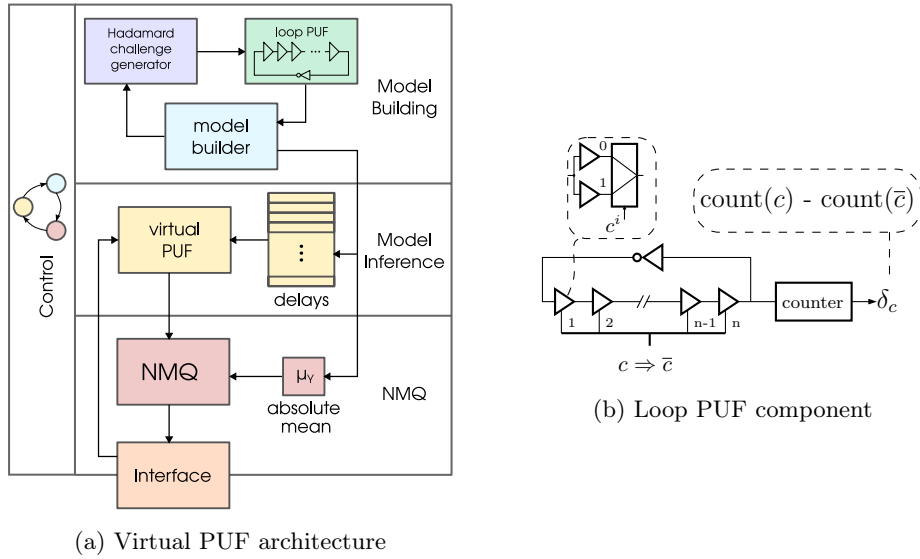 Hadamard
challenge
generator
loop PUF
...
Model
Building
model
builder
Control
virtual
PUF
⋮
delays
Model
Inference
NMQ
μY
absolute
mean
NMQ
Interface
(a) Virtual PUF architecture
0
1
c^i
count(c) - count(c̅)
1
2
//
n-1
n
counter
δ_c
c ⇒ c̅
(b) Loop PUF component